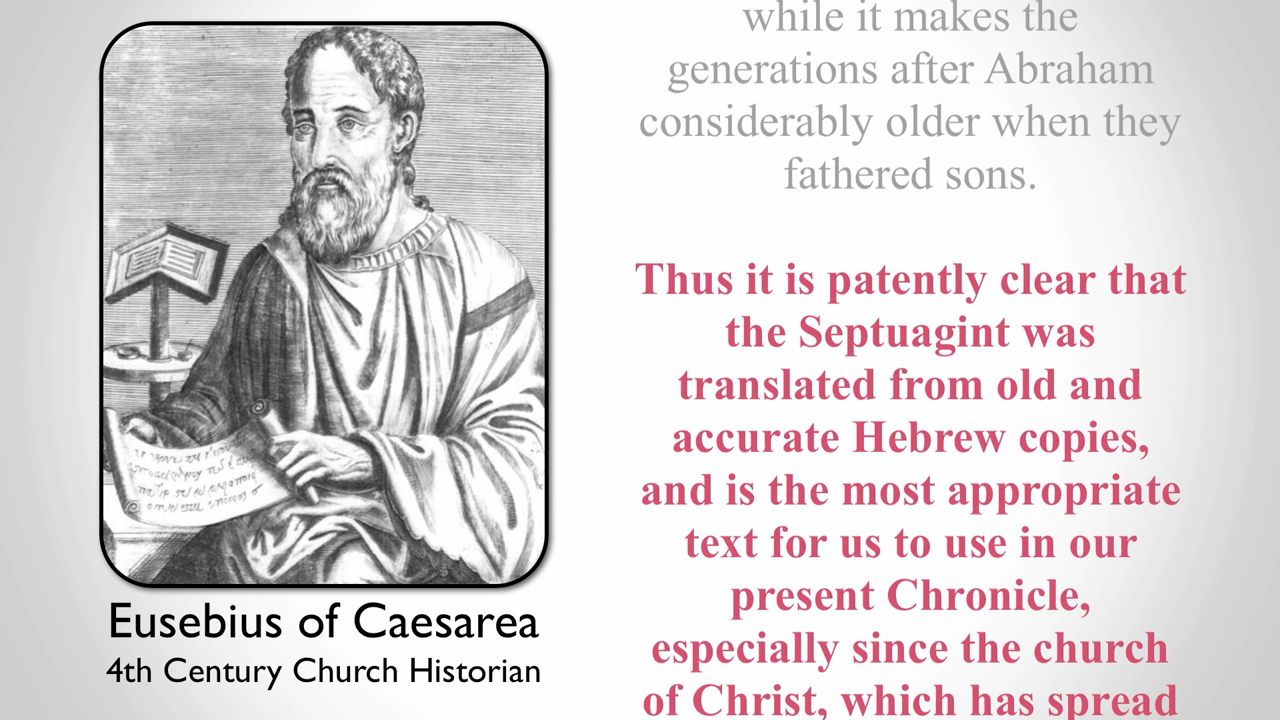 while it makes the
generations after Abraham
considerably older when they
fathered sons.
Thus it is patently clear that
the Septuagint was
translated from old and
accurate Hebrew copies,
and is the most appropriate
text for us to use in our
present Chronicle,
especially since the church
of Christ, which has spread
Eusebius of Caesarea
4th Century Church Historian